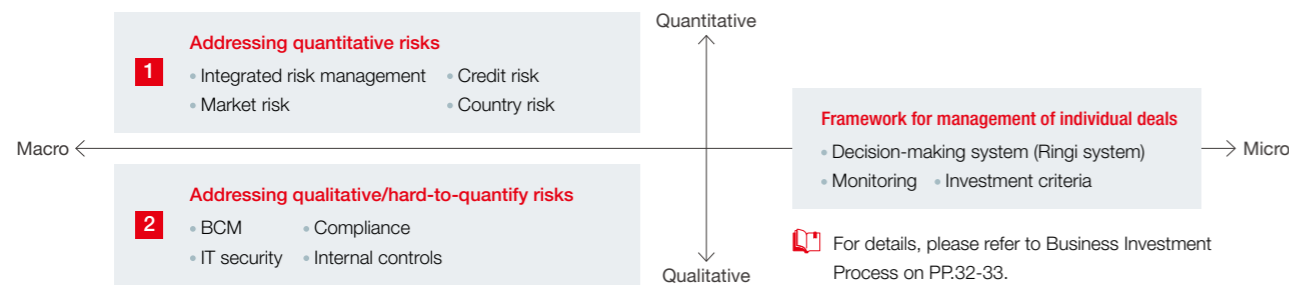 Quantitative
1
Addressing quantitative risks
• Integrated risk management • Credit risk
• Market risk • Country risk
Macro
Micro
Framework for management of individual deals
• Decision-making system (Ringi system)
• Monitoring • Investment criteria
2
Addressing qualitative/hard-to-quantify risks
• BCM • Compliance
• IT security • Internal controls
Qualitative
For details, please refer to Business Investment
Process on PP.32-33.